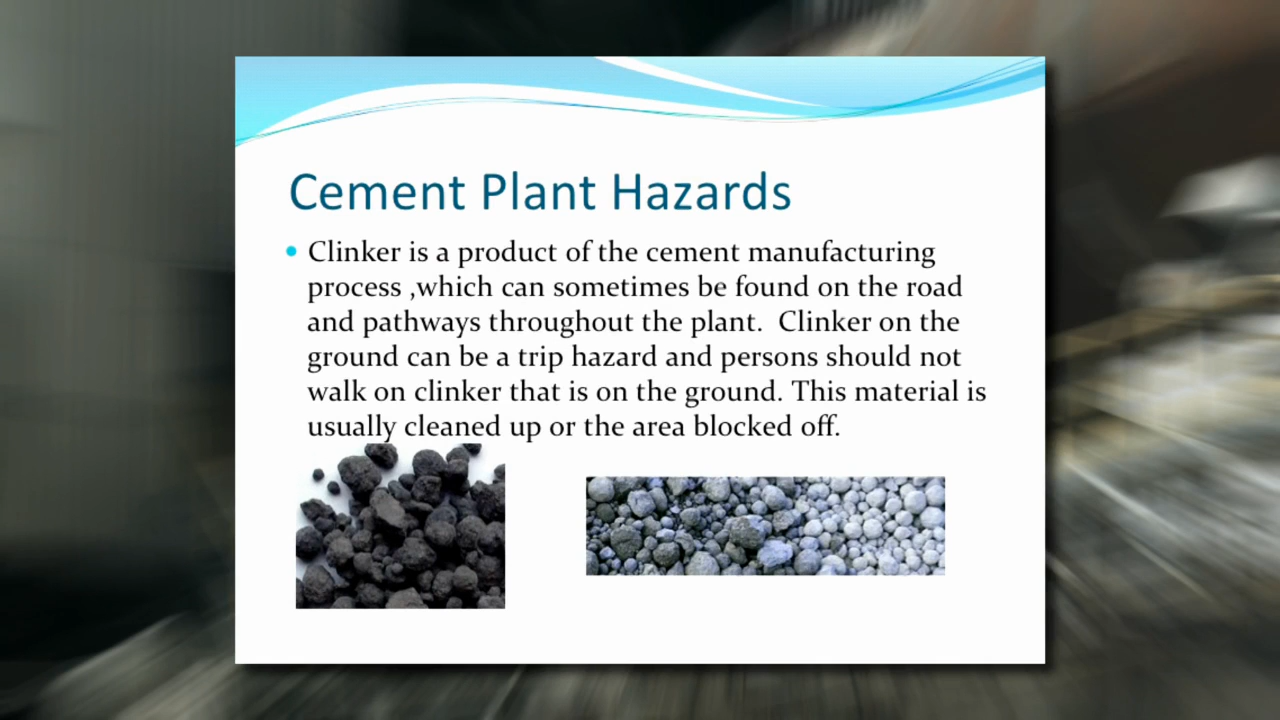 Cement Plant Hazards
• Clinker is a product of the cement manufacturing
process ,which can sometimes be found on the road
and pathways throughout the plant.  Clinker on the
ground can be a trip hazard and persons should not
walk on clinker that is on the ground. This material is
usually cleaned up or the area blocked off.